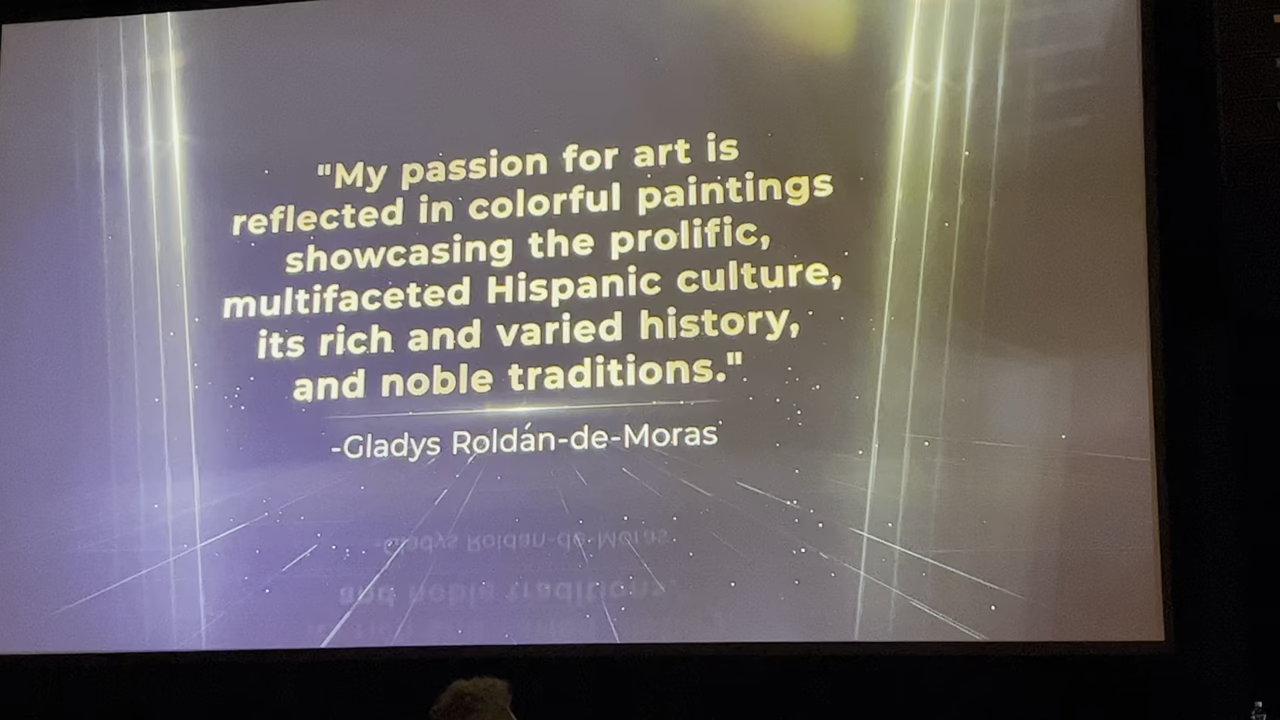 "My passion for art is
reflected in colorful paintings
showcasing the prolific,
multifaceted Hispanic culture,
its rich and varied history,
and noble traditions."
-Gladys Roldán-de-Moras